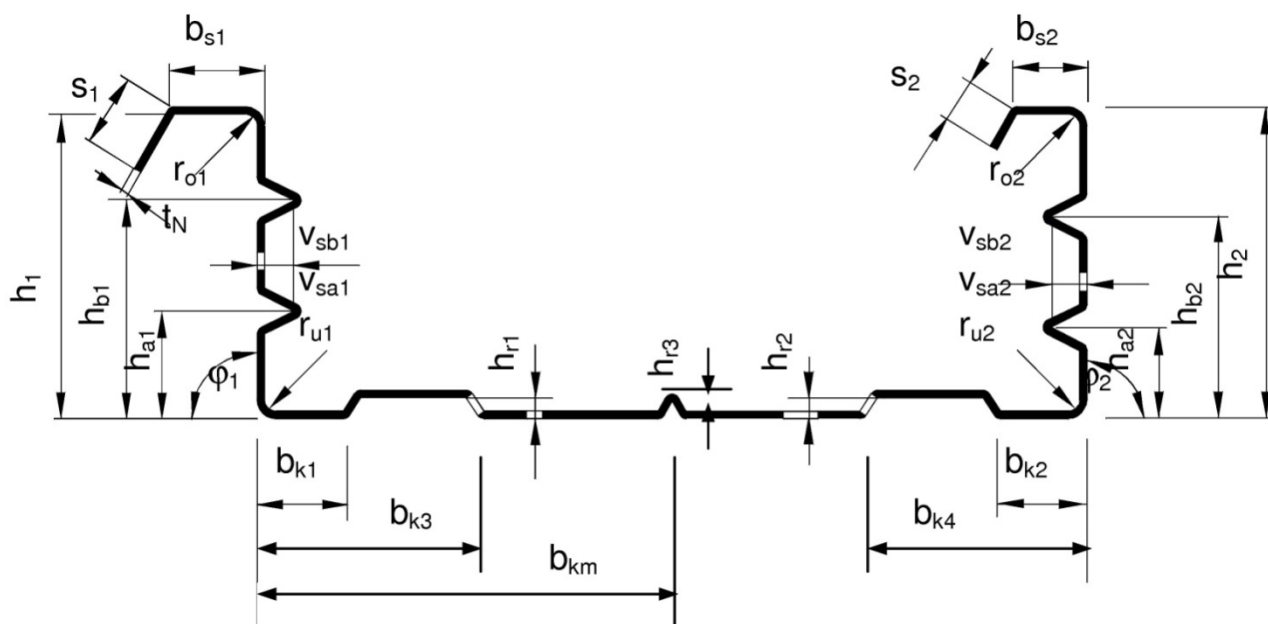 b_s1
b_s2
s_1
s_2
r_o1
r_o2
t_N
v_sb1
v_sb2
h_1
h_b1
v_sa1
v_sa2
h_b2
h_2
h_a1
r_u1
r_u2
h_a2
h_r1
h_r3
h_r2
φ_1
φ_2
b_k1
b_k2
b_k3
b_k4
b_km